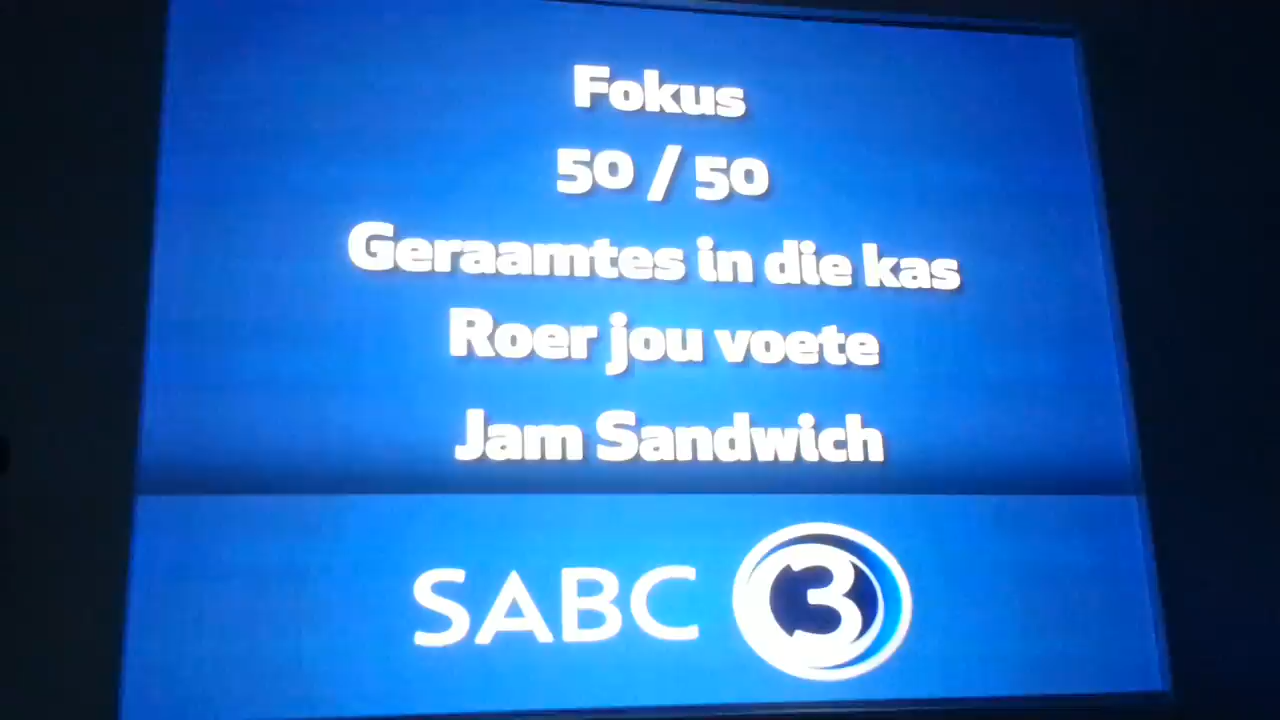 Fokus
50 / 50
Geraamtes in die kas
Roer jou voete
Jam Sandwich
SABC 3